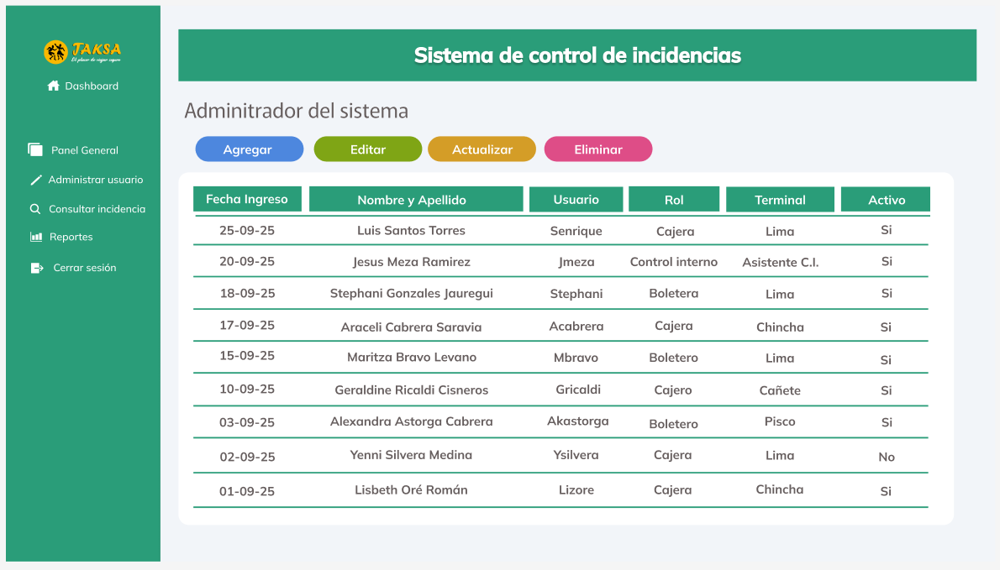 TAKSA
El placer de viajar seguro
Dashboard
Panel General
Administrar usuario
Consultar incidencia
Reportes
Cerrar sesión
Sistema de control de incidencias
Adminitrador del sistema
Agregar Editar Actualizar Eliminar
Fecha Ingreso Nombre y Apellido Usuario Rol Terminal Activo
25-09-25 Luis Santos Torres Senrique Cajera Lima Si
20-09-25 Jesus Meza Ramirez Jmeza Control interno Asistente C.I. Si
18-09-25 Stephani Gonzales Jauregui Stephani Boletera Lima Si
17-09-25 Araceli Cabrera Saravia Acabrera Cajera Chincha Si
15-09-25 Maritza Bravo Levano Mbravo Boletero Lima Si
10-09-25 Geraldine Ricaldi Cisneros Gricaldi Cajero Cañete Si
03-09-25 Alexandra Astorga Cabrera Akastorga Boletero Pisco Si
02-09-25 Yenni Silvera Medina Ysilvera Cajera Lima No
01-09-25 Lisbeth Oré Román Lizore Cajera Chincha Si